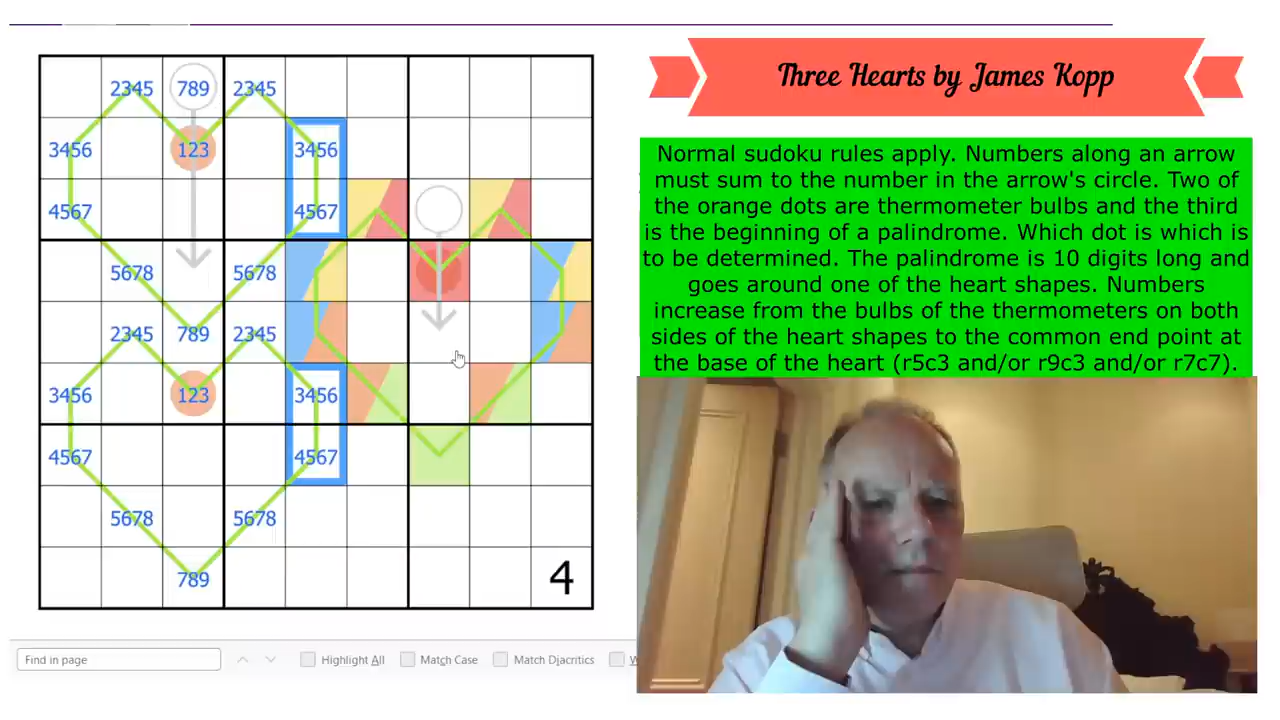 Three Hearts by James Kopp
Normal sudoku rules apply. Numbers along an arrow
must sum to the number in the arrow's circle. Two of
the orange dots are thermometer bulbs and the third
is the beginning of a palindrome. Which dot is which is
to be determined. The palindrome is 10 digits long and
goes around one of the heart shapes. Numbers
increase from the bulbs of the thermometers on both
sides of the heart shapes to the common end point at
the base of the heart (r5c3 and/or r9c3 and/or r7c7).
2345 789 2345
3456 123 3456
4567 4567
5678 5678
2345 789 2345
3456 123 3456
4567 4567
5678 5678
789 4
Find in page Highlight All Match Case Match Diacritics W